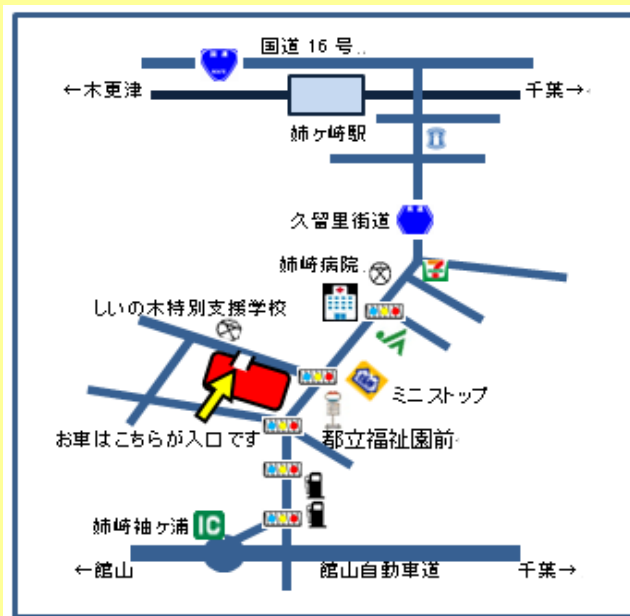 国道 16 号
←木更津
千葉→
姉ヶ崎駅
久留里街道
姉崎病院
7
しいの木特別支援学校
ミニストップ
お車はこちらが入口です
都立福祉園前
姉崎袖ヶ浦 IC
←館山
館山自動車道
千葉→